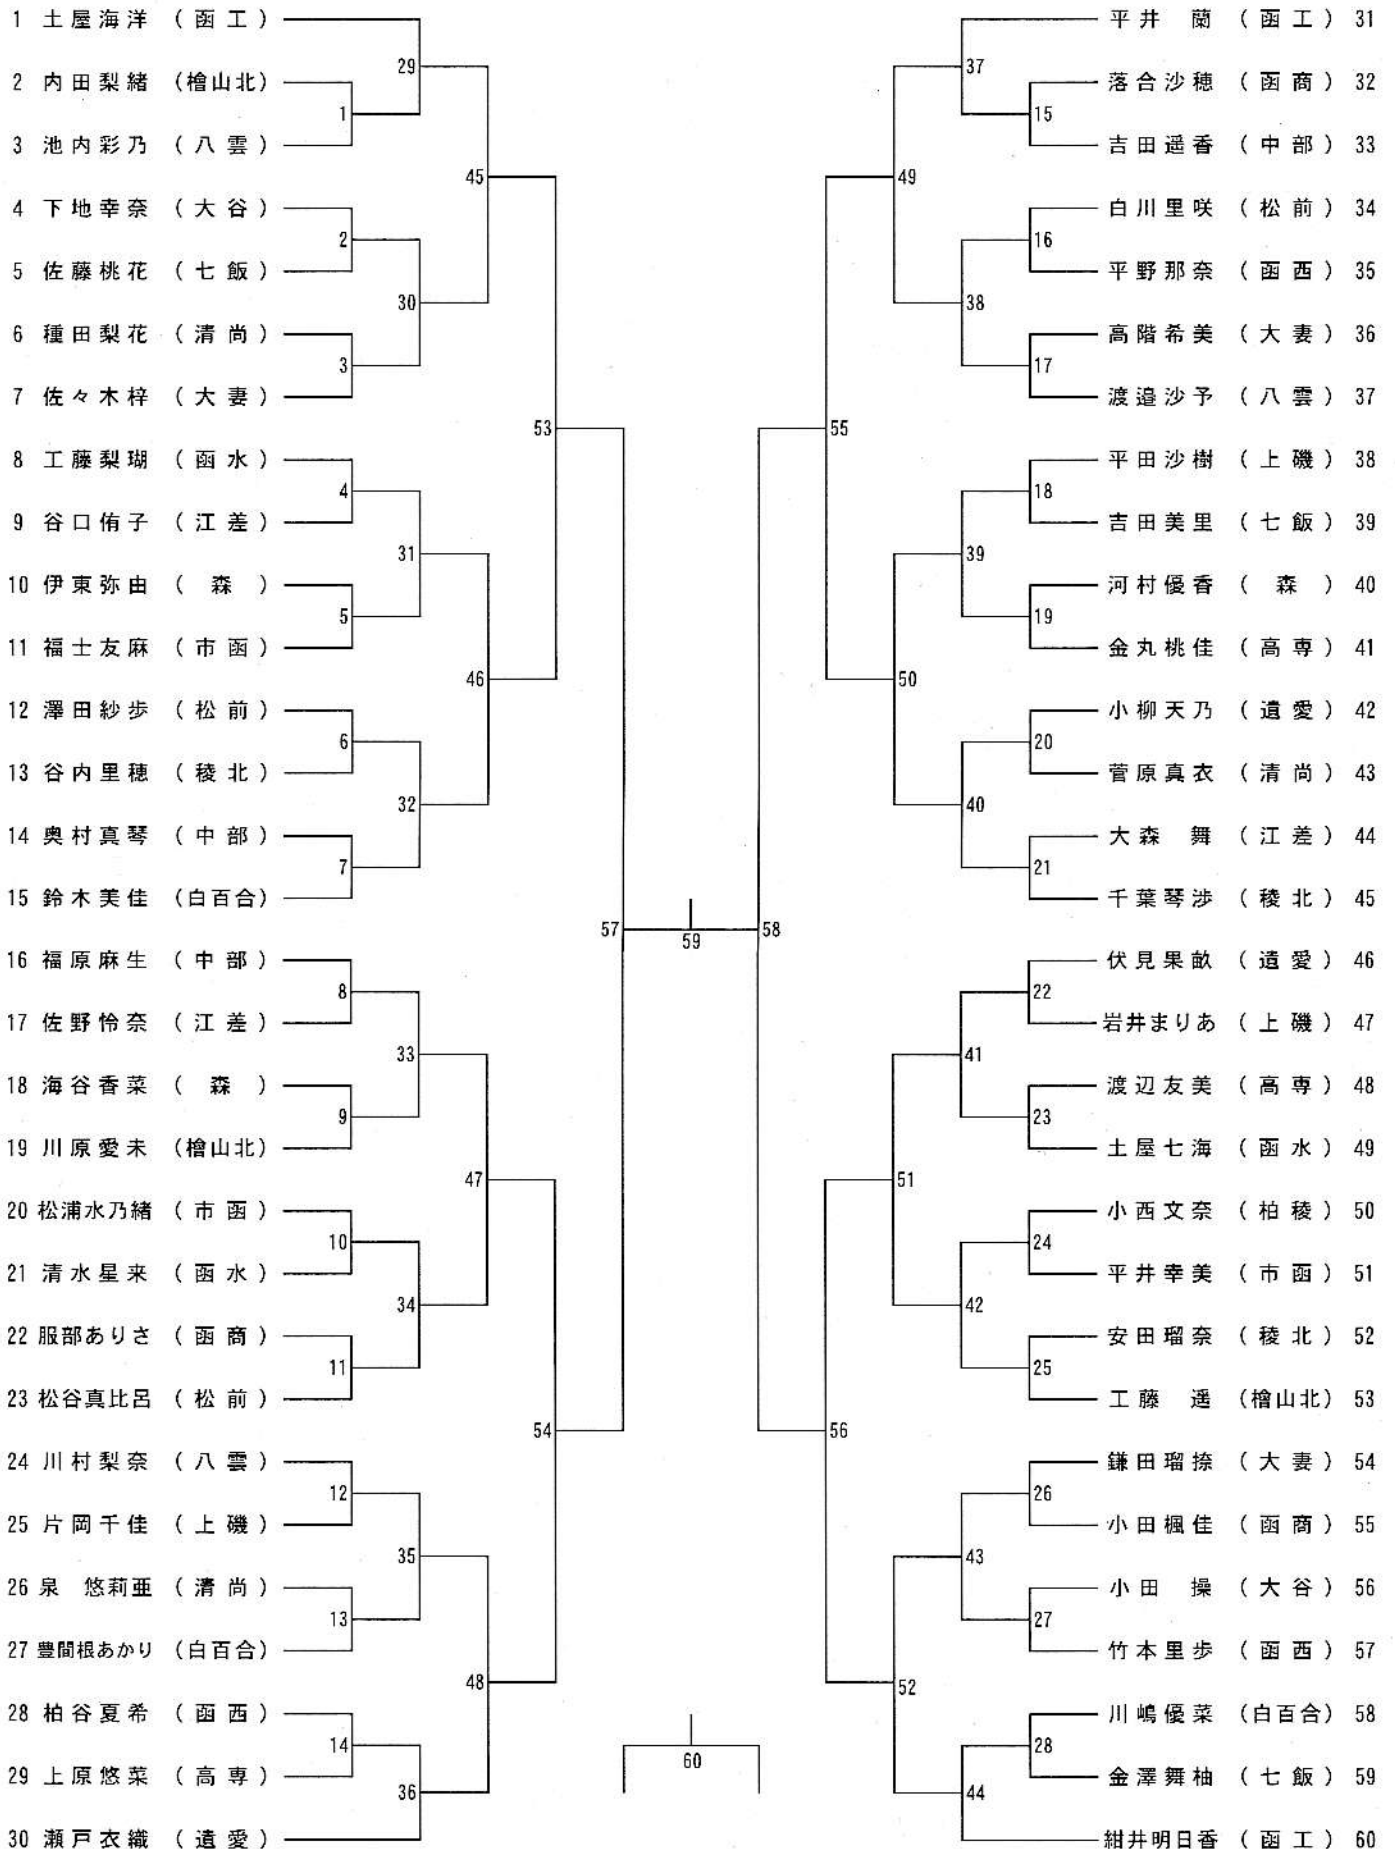 1 土屋海洋 (函工)
2 内田梨緒 (檜山北)
3 池内彩乃 (八雲)
4 下地幸奈 (大谷)
5 佐藤桃花 (七飯)
6 種田梨花 (清尚)
7 佐々木梓 (大妻)
8 工藤梨瑚 (函水)
9 谷口侑子 (江差)
10 伊東弥由 (森)
11 福士友麻 (市函)
12 澤田紗歩 (松前)
13 谷内里穂 (稜北)
14 奥村真琴 (中部)
15 鈴木美佳 (白百合)
16 福原麻生 (中部)
17 佐野怜奈 (江差)
18 海谷香菜 (森)
19 川原愛未 (檜山北)
20 松浦水乃緒 (市函)
21 清水星来 (函水)
22 服部ありさ (函商)
23 松谷真比呂 (松前)
24 川村梨奈 (八雲)
25 片岡千佳 (上磯)
26 泉 悠莉亜 (清尚)
27 豊間根あかり (白百合)
28 柏谷夏希 (函西)
29 上原悠菜 (高専)
30 瀬戸衣織 (遺愛)
1
2
3
4
5
6
7
8
9
10
11
12
13
14
29
30
31
32
33
34
35
36
45
46
47
48
53
54
57
59
60
58
55
56
49
50
51
52
37
38
39
40
41
42
43
44
15
16
17
18
19
20
21
22
23
24
25
26
27
28
平井 蘭 (函工) 31
落合沙穂 (函商) 32
吉田遥香 (中部) 33
白川里咲 (松前) 34
平野那奈 (函西) 35
高階希美 (大妻) 36
渡邉沙予 (八雲) 37
平田沙樹 (上磯) 38
吉田美里 (七飯) 39
河村優香 (森) 40
金丸桃佳 (高専) 41
小柳天乃 (遺愛) 42
菅原真衣 (清尚) 43
大森 舞 (江差) 44
千葉琴渉 (稜北) 45
伏見果畝 (遺愛) 46
岩井まりあ (上磯) 47
渡辺友美 (高専) 48
土屋七海 (函水) 49
小西文奈 (柏稜) 50
平井幸美 (市函) 51
安田瑠奈 (稜北) 52
工藤 遥 (檜山北) 53
鎌田瑠捺 (大妻) 54
小田楓佳 (函商) 55
小田 操 (大谷) 56
竹本里歩 (函西) 57
川嶋優菜 (白百合) 58
金澤舞柚 (七飯) 59
紺井明日香 (函工) 60